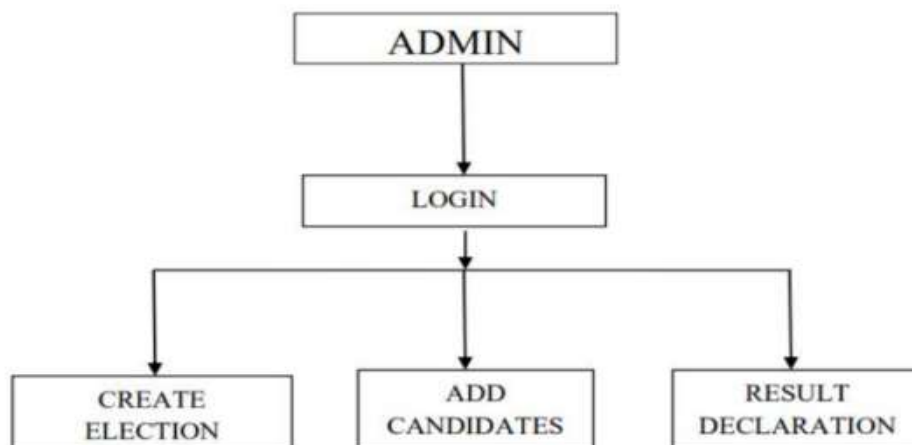 ADMIN
LOGIN
CREATE
ELECTION
ADD
CANDIDATES
RESULT
DECLARATION